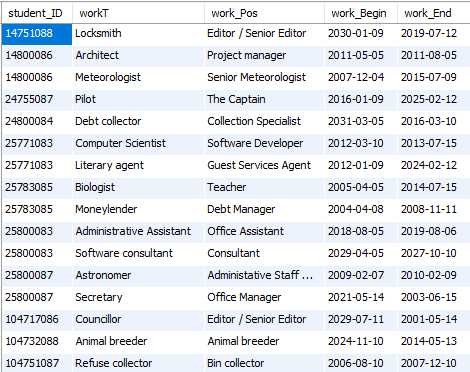 student_ID workT work_Pos work_Begin work_End
14751088 Locksmith Editor / Senior Editor 2030-01-09 2019-07-12
14800086 Architect Project manager 2011-05-05 2011-08-05
14800086 Meteorologist Senior Meteorologist 2007-12-04 2015-07-09
24755087 Pilot The Captain 2016-01-09 2025-02-12
24800084 Debt collector Collection Specialist 2031-03-05 2016-03-10
25771083 Computer Scientist Software Developer 2012-03-10 2013-07-15
25771083 Literary agent Guest Services Agent 2012-01-09 2024-02-12
25783085 Biologist Teacher 2005-04-05 2014-07-15
25783085 Moneylender Debt Manager 2004-04-08 2008-11-11
25800083 Administrative Assistant Office Assistant 2018-08-05 2019-08-06
25800083 Software consultant Consultant 2029-04-05 2027-10-10
25800087 Astronomer Administative Staff ... 2009-02-07 2010-02-09
25800087 Secretary Office Manager 2021-05-14 2003-06-15
104717086 Councillor Editor / Senior Editor 2029-07-11 2001-05-14
104732088 Animal breeder Animal breeder 2024-11-10 2014-05-13
104751087 Refuse collector Bin collector 2006-08-10 2007-12-10